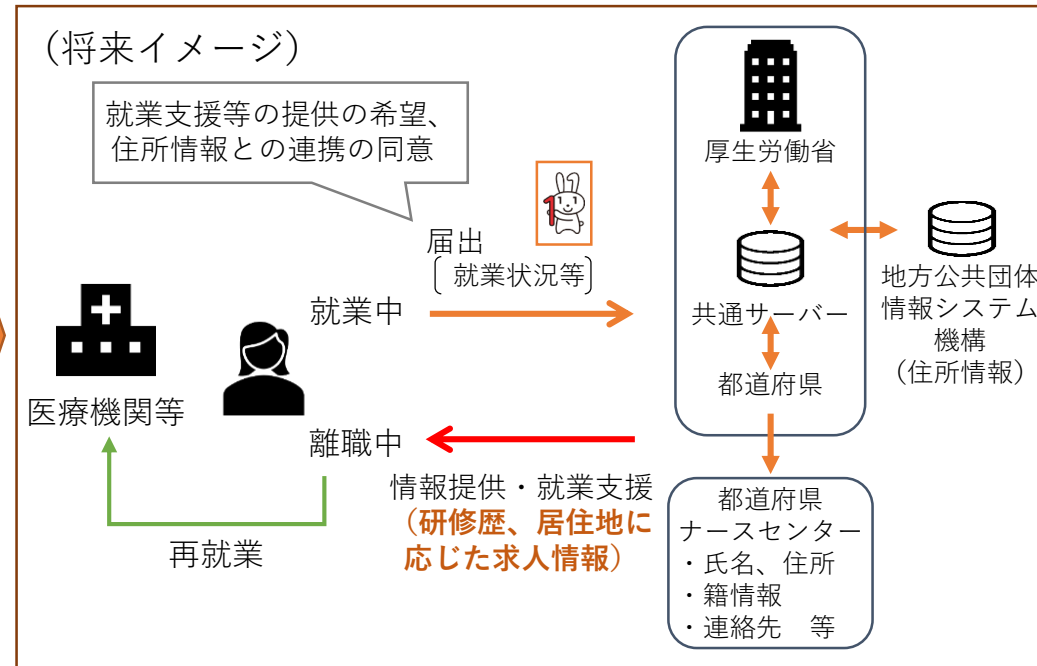 （将来イメージ）
就業支援等の提供の希望、
住所情報との連携の同意
届出
［就業状況等］
就業中
医療機関等
離職中
再就業
情報提供・就業支援
（研修歴、居住地に
応じた求人情報）
厚生労働省
共通サーバー
都道府県
地方公共団体
情報システム
機構
（住所情報）
都道府県
ナースセンター
・氏名、住所
・籍情報
・連絡先　等
1